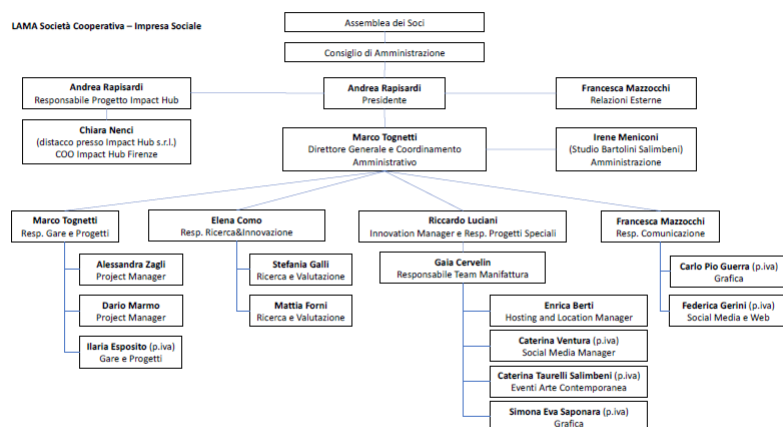 LAMA Società Cooperativa – Impresa Sociale
Assemblea dei Soci
Consiglio di Amministrazione
Andrea Rapisardi
Responsabile Progetto Impact Hub
Andrea Rapisardi
Presidente
Francesca Mazzocchi
Relazioni Esterne
Chiara Nenci
(distacco presso Impact Hub s.r.l.)
COO Impact Hub Firenze
Marco Tognetti
Direttore Generale e Coordinamento
Amministrativo
Irene Meniconi
(Studio Bartolini Salimbeni)
Amministrazione
Marco Tognetti
Resp. Gare e Progetti
Elena Como
Resp. Ricerca&Innovazione
Riccardo Luciani
Innovation Manager e Resp. Progetti Speciali
Francesca Mazzocchi
Resp. Comunicazione
Alessandra Zagli
Project Manager
Dario Marmo
Project Manager
Ilaria Esposito (p.iva)
Gare e Progetti
Stefania Galli
Ricerca e Valutazione
Mattia Forni
Ricerca e Valutazione
Gaia Cervelin
Responsabile Team Manifattura
Enrica Berti
Hosting and Location Manager
Caterina Ventura (p.iva)
Social Media Manager
Caterina Taurelli Salimbeni (p.iva)
Eventi Arte Contemporanea
Simona Eva Saponara (p.iva)
Grafica
Carlo Pio Guerra (p.iva)
Grafica
Federica Gerini (p.iva)
Social Media e Web